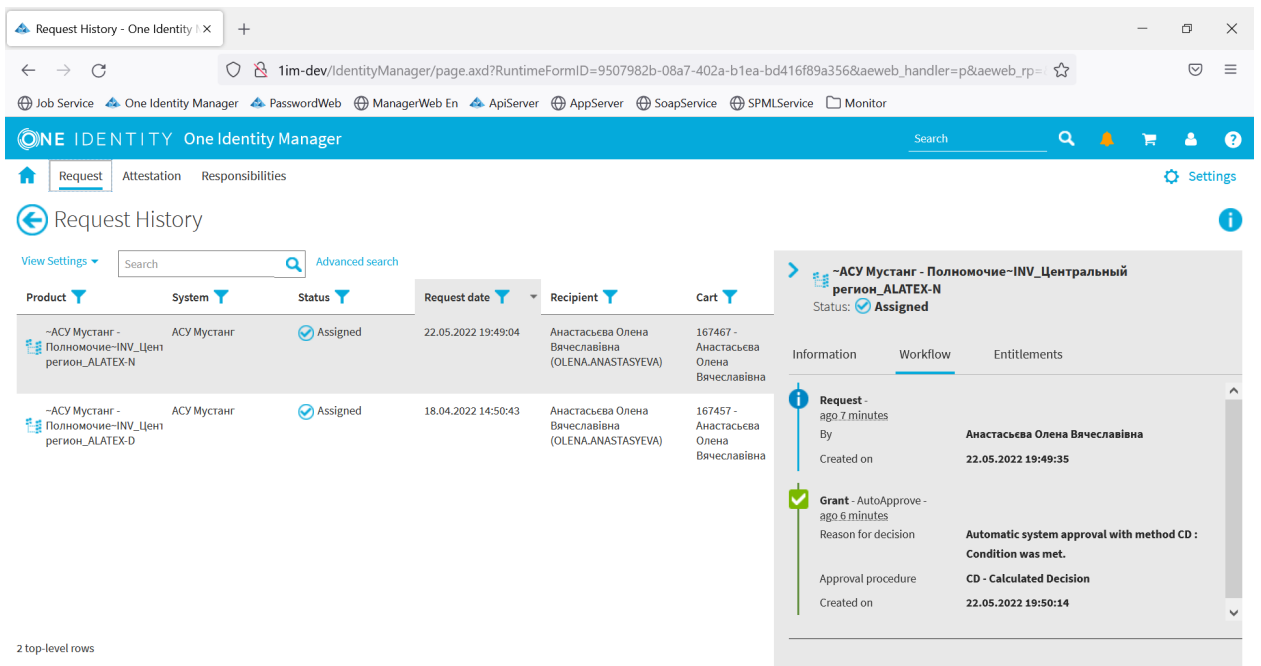 Request History - One Identity M
1im-dev/IdentityManager/page.axd?RuntimeFormID=9507982b-08a7-402a-b1ea-bd416f89a356&aeweb_handler=p&aeweb_rp=
Job Service One Identity Manager PasswordWeb ManagerWeb En ApiServer AppServer SoapService SPMLService Monitor
ONE IDENTITY One Identity Manager Search
Request Attestation Responsibilities Settings
Request History
View Settings Search Advanced search
Product System Status Request date Recipient Cart
~АСУ Мустанг -
Полномочие~INV_Цент
регион_ALATEX-N
АСУ Мустанг
Assigned
22.05.2022 19:49:04
Анастасьєва Олена
Вячеславівна
(OLENA.ANASTASYEVA)
167467 -
Анастасьєва
Олена
Вячеславівна
~АСУ Мустанг -
Полномочие~INV_Цент
регион_ALATEX-D
АСУ Мустанг
Assigned
18.04.2022 14:50:43
Анастасьєва Олена
Вячеславівна
(OLENA.ANASTASYEVA)
167457 -
Анастасьєва
Олена
Вячеславівна
2 top-level rows
~АСУ Мустанг - Полномочие~INV_Центральный
регион_ALATEX-N
Status: Assigned
Information Workflow Entitlements
Request -
ago 7 minutes
By Анастасьєва Олена Вячеславівна
Created on 22.05.2022 19:49:35
Grant - AutoApprove -
ago 6 minutes
Reason for decision Automatic system approval with method CD :
Condition was met.
Approval procedure CD - Calculated Decision
Created on 22.05.2022 19:50:14